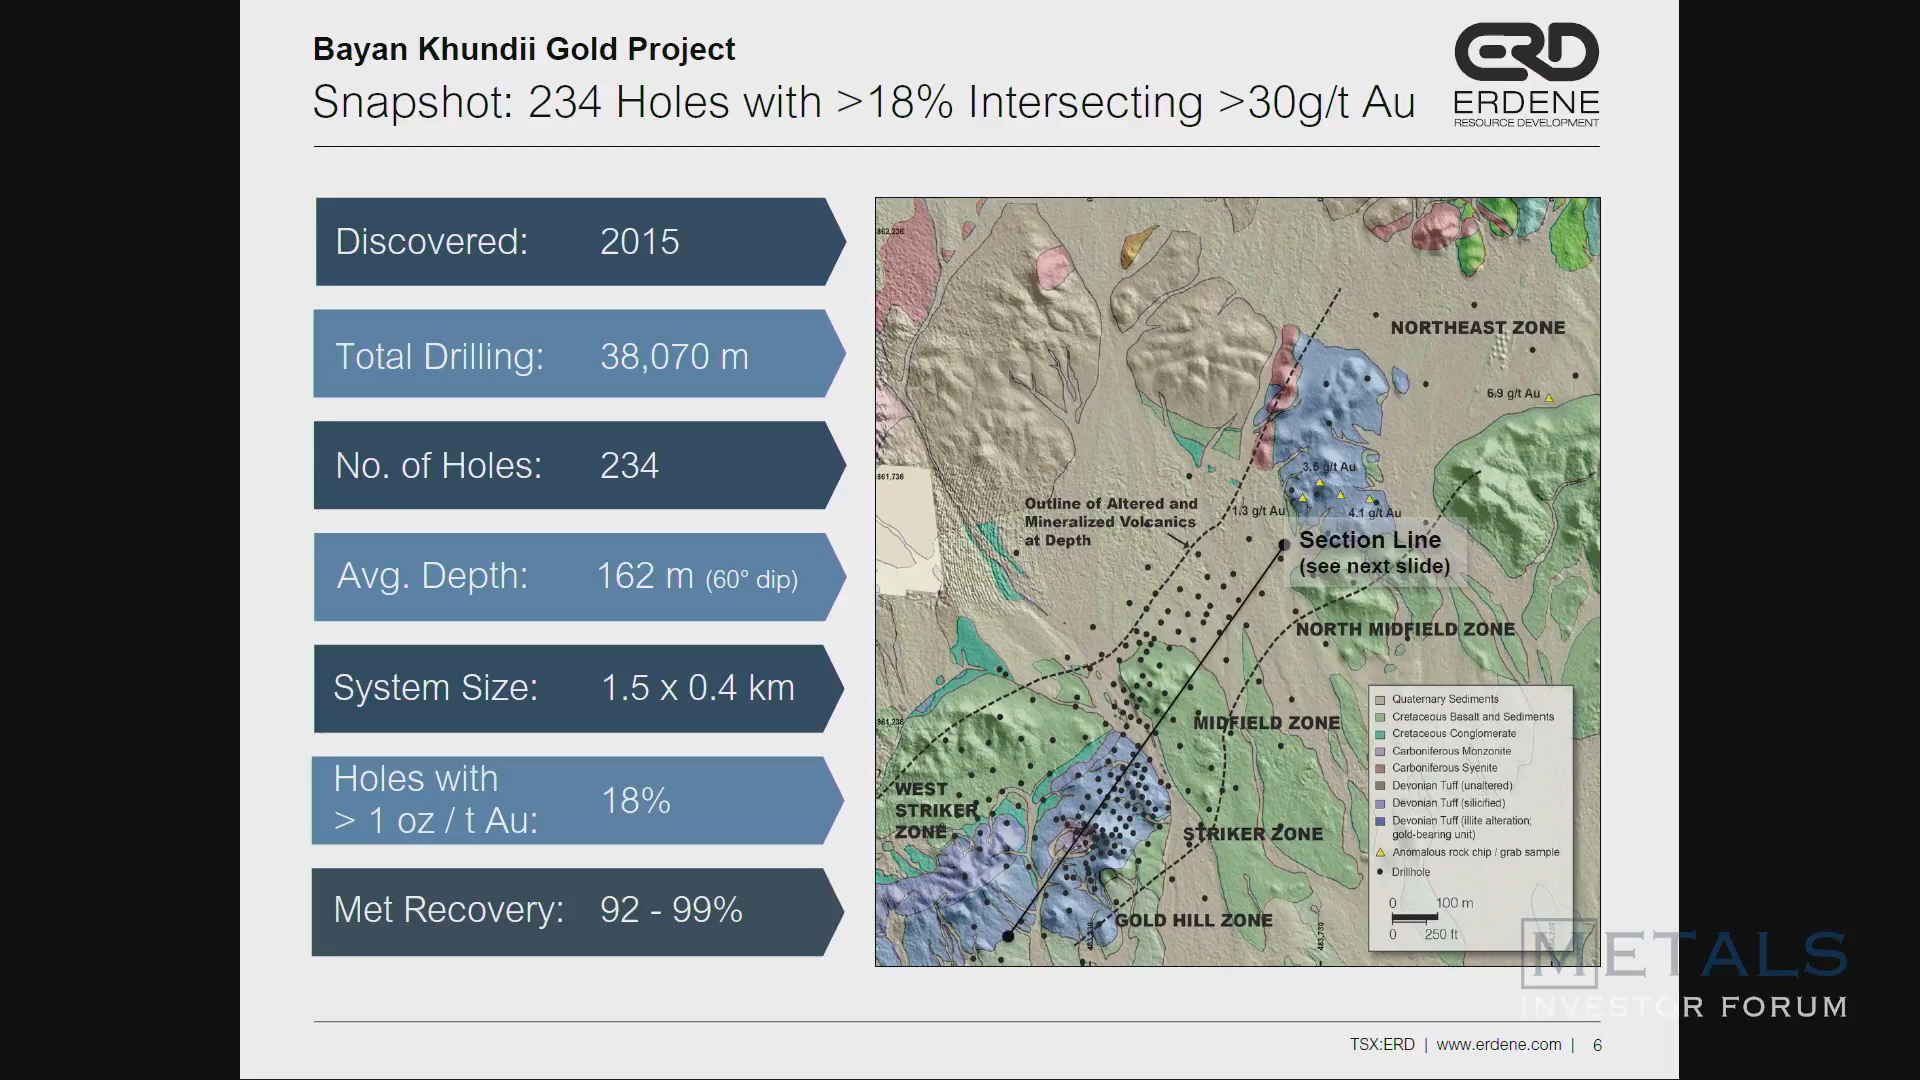 Bayan Khundii Gold Project
Snapshot: 234 Holes with >18% Intersecting >30g/t Au
ERD
ERDENE
RESOURCE DEVELOPMENT
Discovered: 2015
Total Drilling: 38,070 m
No. of Holes: 234
Avg. Depth: 162 m (60° dip)
System Size: 1.5 x 0.4 km
Holes with
> 1 oz / t Au: 18%
Met Recovery: 92 - 99%
NORTHEAST ZONE
6.9 g/t Au
3.6 g/t Au
1.3 g/t Au
4.1 g/t Au
Outline of Altered and
Mineralized Volcanics
at Depth
Section Line
(see next slide)
NORTH MIDFIELD ZONE
MIDFIELD ZONE
WEST
STRIKER
ZONE
STRIKER ZONE
GOLD HILL ZONE
483,730
Quaternary Sediments
Cretaceous Basalt and Sediments
Cretaceous Conglomerate
Carboniferous Monzonite
Carboniferous Syenite
Devonian Tuff (unaltered)
Devonian Tuff (silicified)
Devonian Tuff (illite alteration;
gold-bearing unit)
Anomalous rock chip / grab sample
Drillhole
0 100 m
0 250 ft
METALS
INVESTOR FORUM
TSX:ERD | www.erdene.com | 6